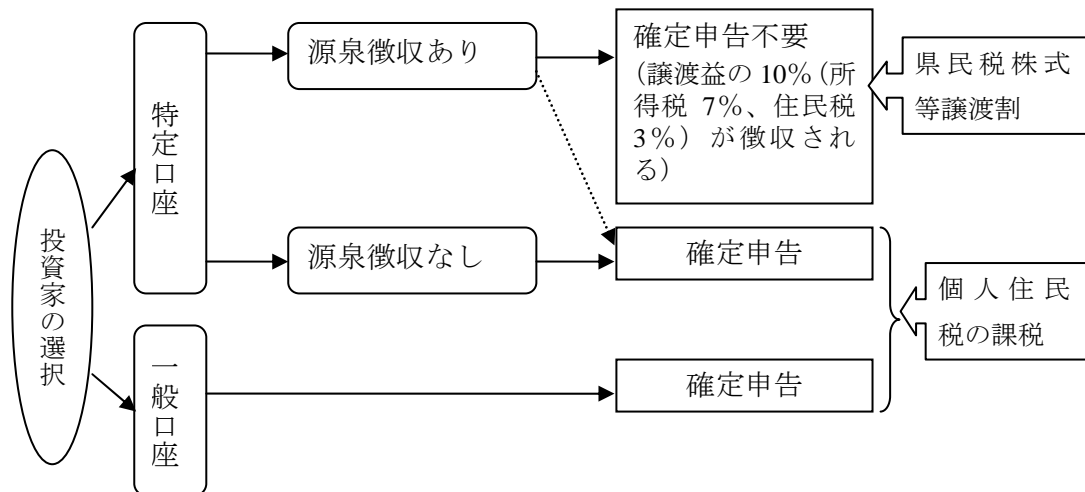 投資家の選択
特定口座
一般口座
源泉徴収あり
源泉徴収なし
確定申告不要
(譲渡益の 10%(所
得税 7%、住民税
3%)が徴収され
る)
確定申告
確定申告
県民税株式
等譲渡割
個人住民
税の課税